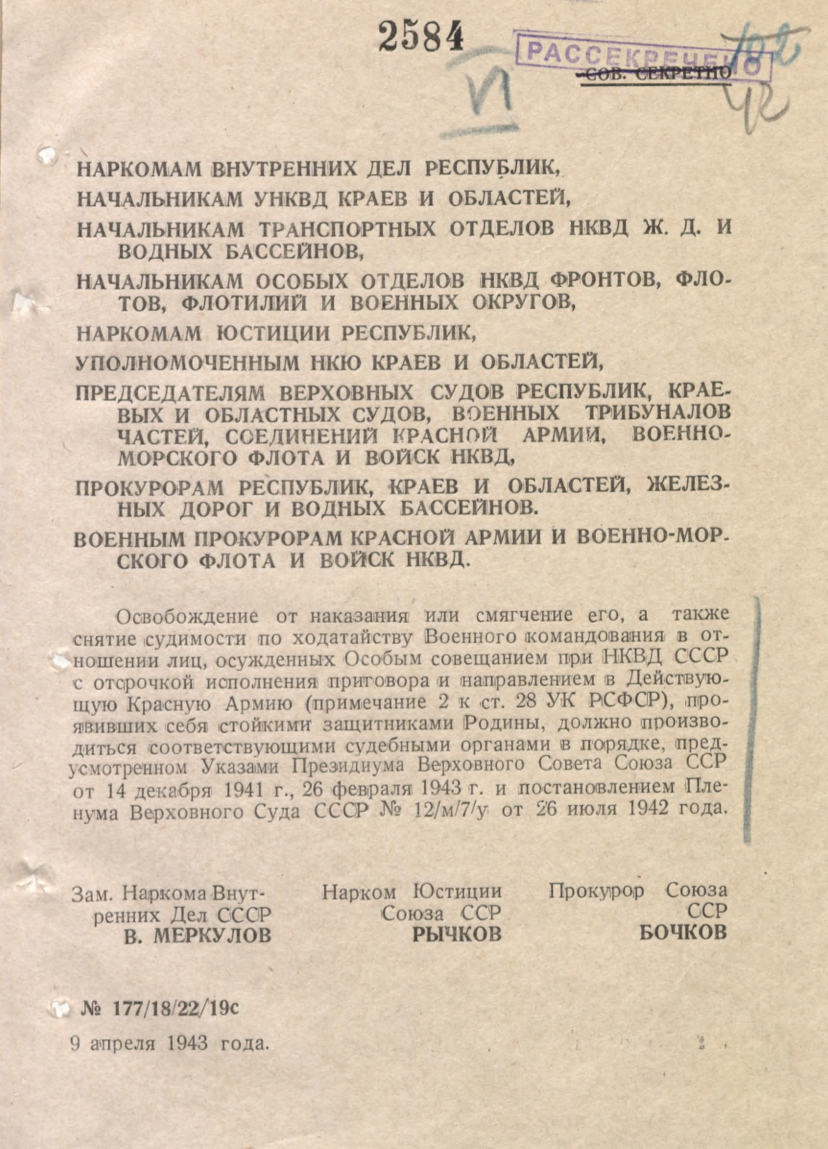 2584
РАССЕКРЕЧЕНО
СОВ. СЕКРЕТНО
VI
42
НАРКОМАМ ВНУТРЕННИХ ДЕЛ РЕСПУБЛИК,
НАЧАЛЬНИКАМ УНКВД КРАЕВ И ОБЛАСТЕЙ,
НАЧАЛЬНИКАМ ТРАНСПОРТНЫХ ОТДЕЛОВ НКВД Ж. Д. И
ВОДНЫХ БАССЕЙНОВ,
НАЧАЛЬНИКАМ ОСОБЫХ ОТДЕЛОВ НКВД ФРОНТОВ, ФЛО-
ТОВ, ФЛОТИЛИЙ И ВОЕННЫХ ОКРУГОВ,
НАРКОМАМ ЮСТИЦИИ РЕСПУБЛИК,
УПОЛНОМОЧЕННЫМ НКЮ КРАЕВ И ОБЛАСТЕЙ,
ПРЕДСЕДАТЕЛЯМ ВЕРХОВНЫХ СУДОВ РЕСПУБЛИК, КРАЕ-
ВЫХ И ОБЛАСТНЫХ СУДОВ, ВОЕННЫХ ТРИБУНАЛОВ
ЧАСТЕЙ, СОЕДИНЕНИЙ КРАСНОЙ АРМИИ, ВОЕННО-
МОРСКОГО ФЛОТА И ВОЙСК НКВД,
ПРОКУРОРАМ РЕСПУБЛИК, КРАЕВ И ОБЛАСТЕЙ, ЖЕЛЕЗ-
НЫХ ДОРОГ И ВОДНЫХ БАССЕЙНОВ.
ВОЕННЫМ ПРОКУРОРАМ КРАСНОЙ АРМИИ И ВОЕННО-МОР-
СКОГО ФЛОТА И ВОЙСК НКВД.
Освобождение от наказания или смягчение его, а также
снятие судимости по ходатайству Военного командования в от-
ношении лиц, осужденных Особым совещанием при НКВД СССР
с отсрочкой исполнения приговора и направлением в Действую-
щую Красную Армию (примечание 2 к ст. 28 УК РСФСР), про-
явивших себя стойкими защитниками Родины, должно произво-
диться соответствующими судебными органами в порядке, пред-
усмотренном Указами Президиума Верховного Совета Союза ССР
от 14 декабря 1941 г., 26 февраля 1943 г. и постановлением Пле-
нума Верховного Суда СССР № 12/м/7/у от 26 июля 1942 года.
Зам. Наркома Внут-
ренних Дел СССР
В. МЕРКУЛОВ
Нарком Юстиции
Союза ССР
РЫЧКОВ
Прокурор Союза
ССР
БОЧКОВ
№ 177/18/22/19с
9 апреля 1943 года.